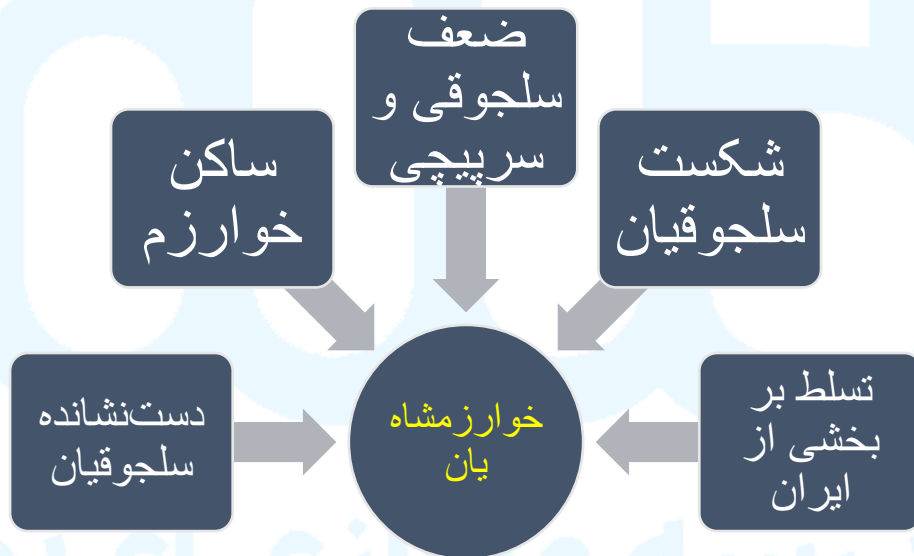 ضعف
سلجوقی و
سرپیچی
شکست
سلجوقیان
ساکن
خوارزم
تسلط بر
بخشی از
ایران
دست‌نشانده
سلجوقیان
خوارزمشاه
یان